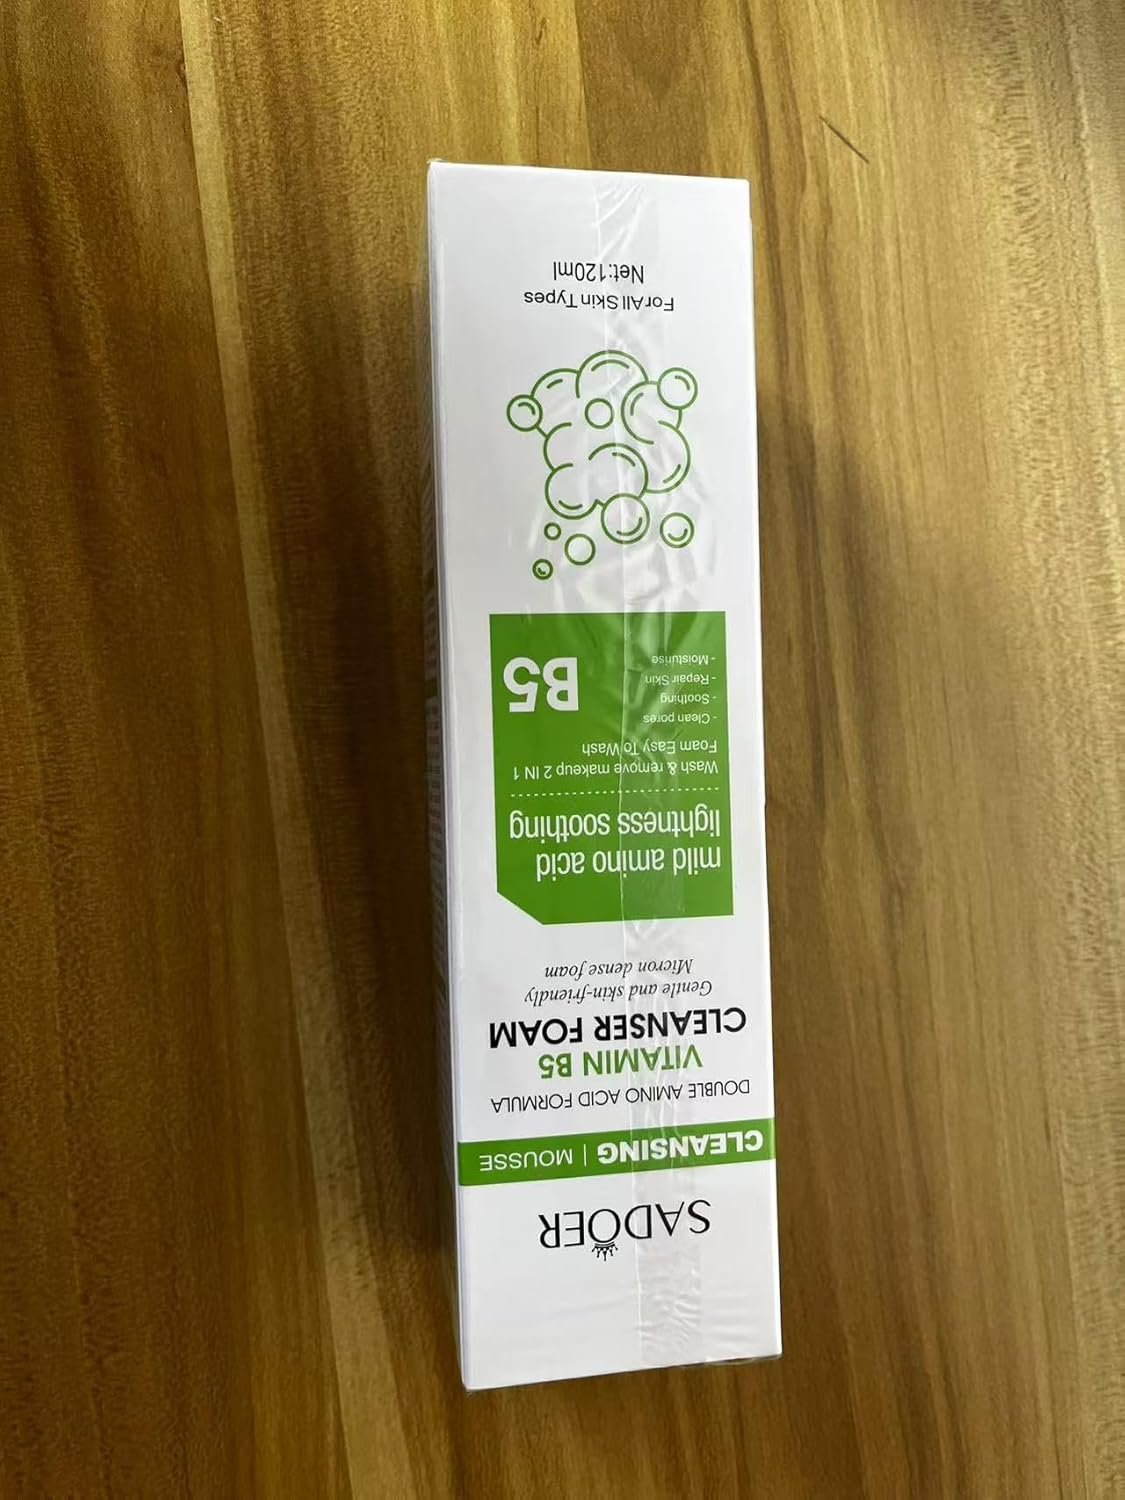 SADOER
CLEANSING | MOUSSE
DOUBLE AMINO ACID FORMULA
VITAMIN B5
CLEANSER FOAM
Gentle and skin-friendly
Micron dense foam
mild amino acid
lightness soothing
Wash & remove makeup 2 IN 1
Foam Easy To Wash
- Clean pores
- Soothing
- Repair Skin
- Moisturise
B5
For All Skin Types
Net:120ml